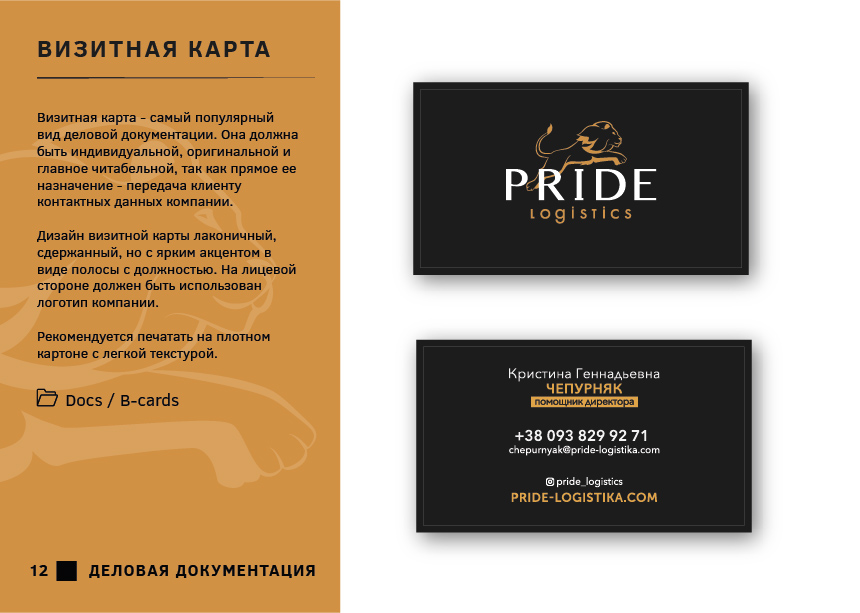 ВИЗИТНАЯ КАРТА
Визитная карта - самый популярный
вид деловой документации. Она должна
быть индивидуальной, оригинальной и
главное читабельной, так как прямое ее
назначение - передача клиенту
контактных данных компании.
Дизайн визитной карты лаконичный,
сдержанный, но с ярким акцентом в
виде полосы с должностью. На лицевой
стороне должен быть использован
логотип компании.
Рекомендуется печатать на плотном
картоне с легкой текстурой.
Docs / B-cards
12 ДЕЛОВАЯ ДОКУМЕНТАЦИЯ
PRIDE
Logistics
Кристина Геннадьевна
ЧЕПУРНЯК
помощник директора
+38 093 829 92 71
chepurnyak@pride-logistika.com
pride_logistics
PRIDE-LOGISTIKA.COM